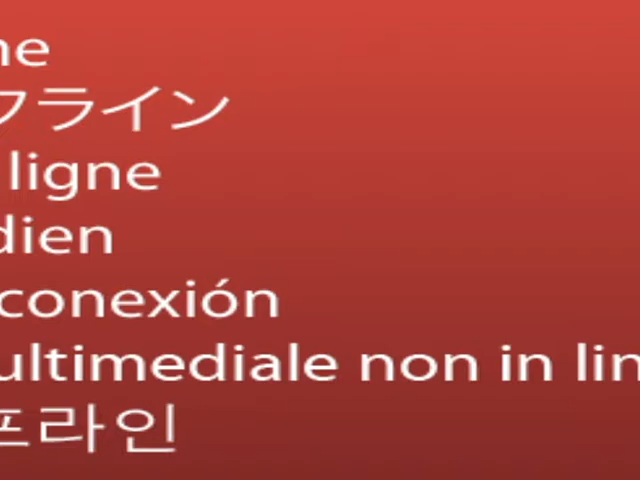 ne
フライン
ligne
dien
conexión
ultimediale non in lin
프라인